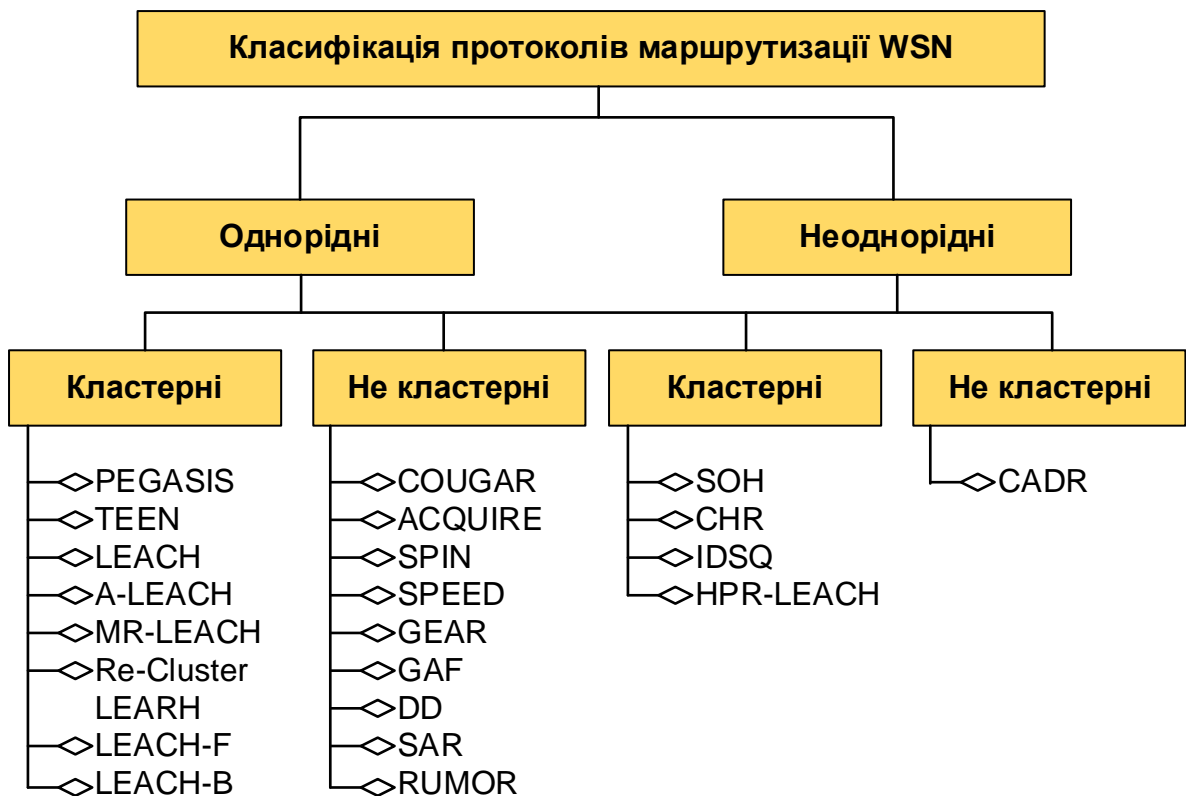 Класифікація протоколів маршрутизації WSN
Однорідні
Неоднорідні
Кластерні
Не кластерні
Кластерні
Не кластерні
PEGASIS
TEEN
LEACH
A-LEACH
MR-LEACH
Re-Cluster
LEARH
LEACH-F
LEACH-B
COUGAR
ACQUIRE
SPIN
SPEED
GEAR
GAF
DD
SAR
RUMOR
SOH
CHR
IDSQ
HPR-LEACH
CADR